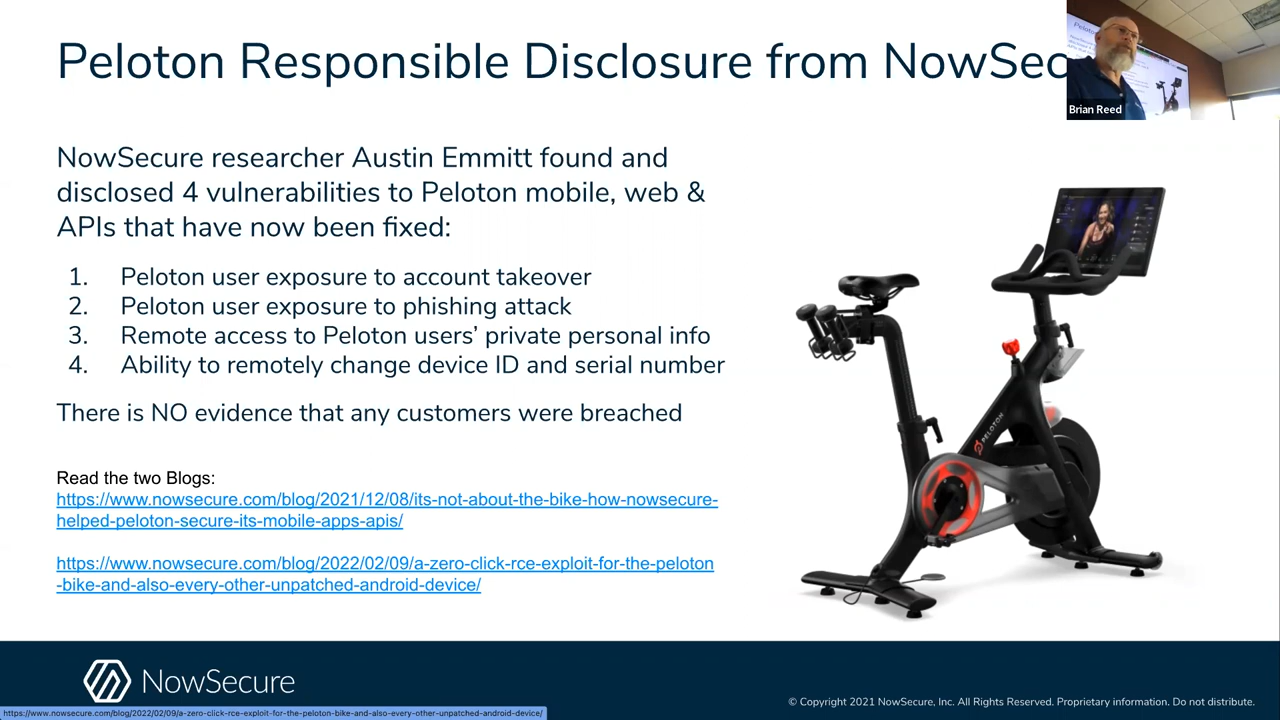 Peloton Responsible Disclosure from NowSec
Brian Reed
NowSecure researcher Austin Emmitt found and
disclosed 4 vulnerabilities to Peloton mobile, web &
APIs that have now been fixed:
1. Peloton user exposure to account takeover
2. Peloton user exposure to phishing attack
3. Remote access to Peloton users’ private personal info
4. Ability to remotely change device ID and serial number
There is NO evidence that any customers were breached
Read the two Blogs:
https://www.nowsecure.com/blog/2021/12/08/its-not-about-the-bike-how-nowsecure-
helped-peloton-secure-its-mobile-apps-apis/
https://www.nowsecure.com/blog/2022/02/09/a-zero-click-rce-exploit-for-the-peloton
-bike-and-also-every-other-unpatched-android-device/
PELOTON
NowSecure
© Copyright 2021 NowSecure, Inc. All Rights Reserved. Proprietary information. Do not distribute.
https://www.nowsecure.com/blog/2022/02/09/a-zero-click-rce-exploit-for-the-peloton-bike-and-also-every-other-unpatched-android-device/